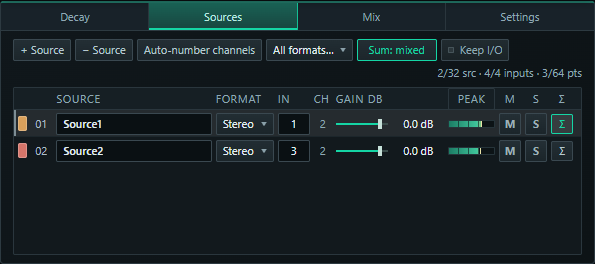 Decay Sources Mix Settings
+ Source − Source Auto-number channels All formats... Sum: mixed Keep I/O
2/32 src · 4/4 inputs · 3/64 pts
SOURCE FORMAT IN CH GAIN DB PEAK M S Σ
01 Source1 Stereo 1 2 0.0 dB M S Σ
02 Source2 Stereo 3 2 0.0 dB M S Σ